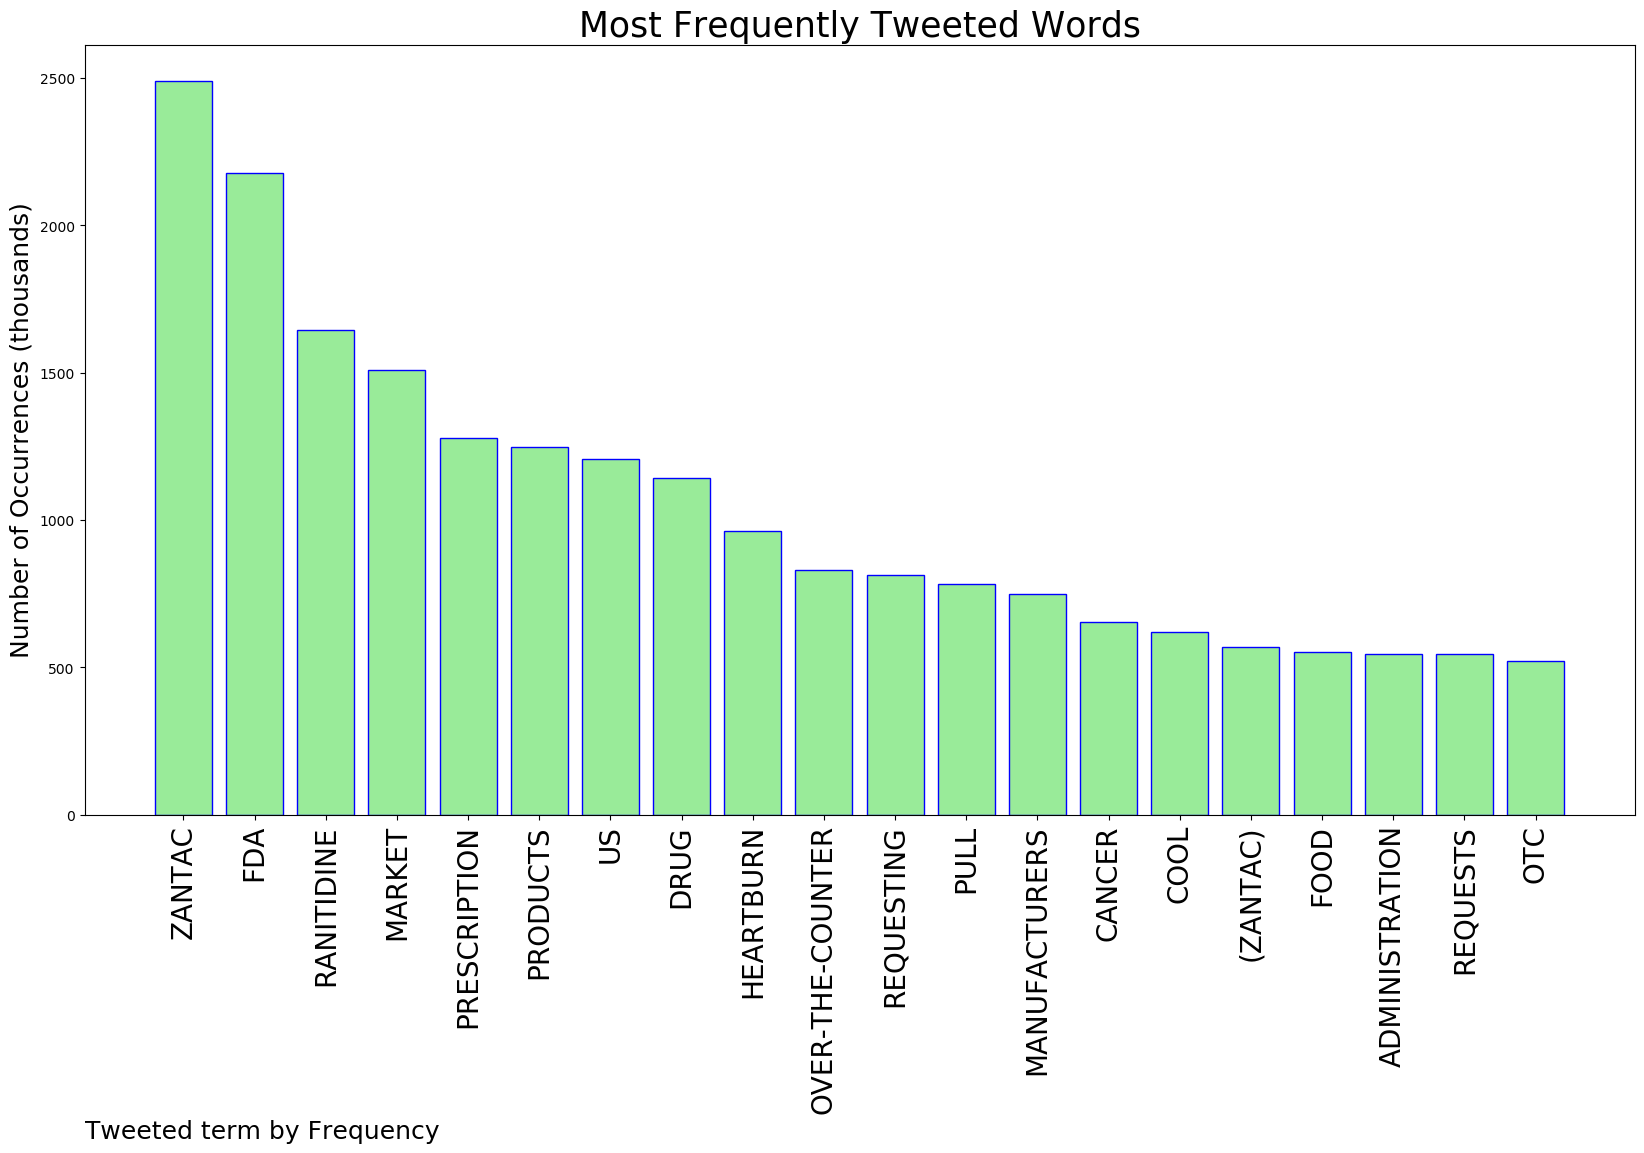 Most Frequently Tweeted Words
Number of Occurrences (thousands)
2500
2000
1500
1000
500
0
ZANTAC
FDA
RANITIDINE
MARKET
PRESCRIPTION
PRODUCTS
US
DRUG
HEARTBURN
OVER-THE-COUNTER
REQUESTING
PULL
MANUFACTURERS
CANCER
COOL
(ZANTAC)
FOOD
ADMINISTRATION
REQUESTS
OTC
Tweeted term by Frequency